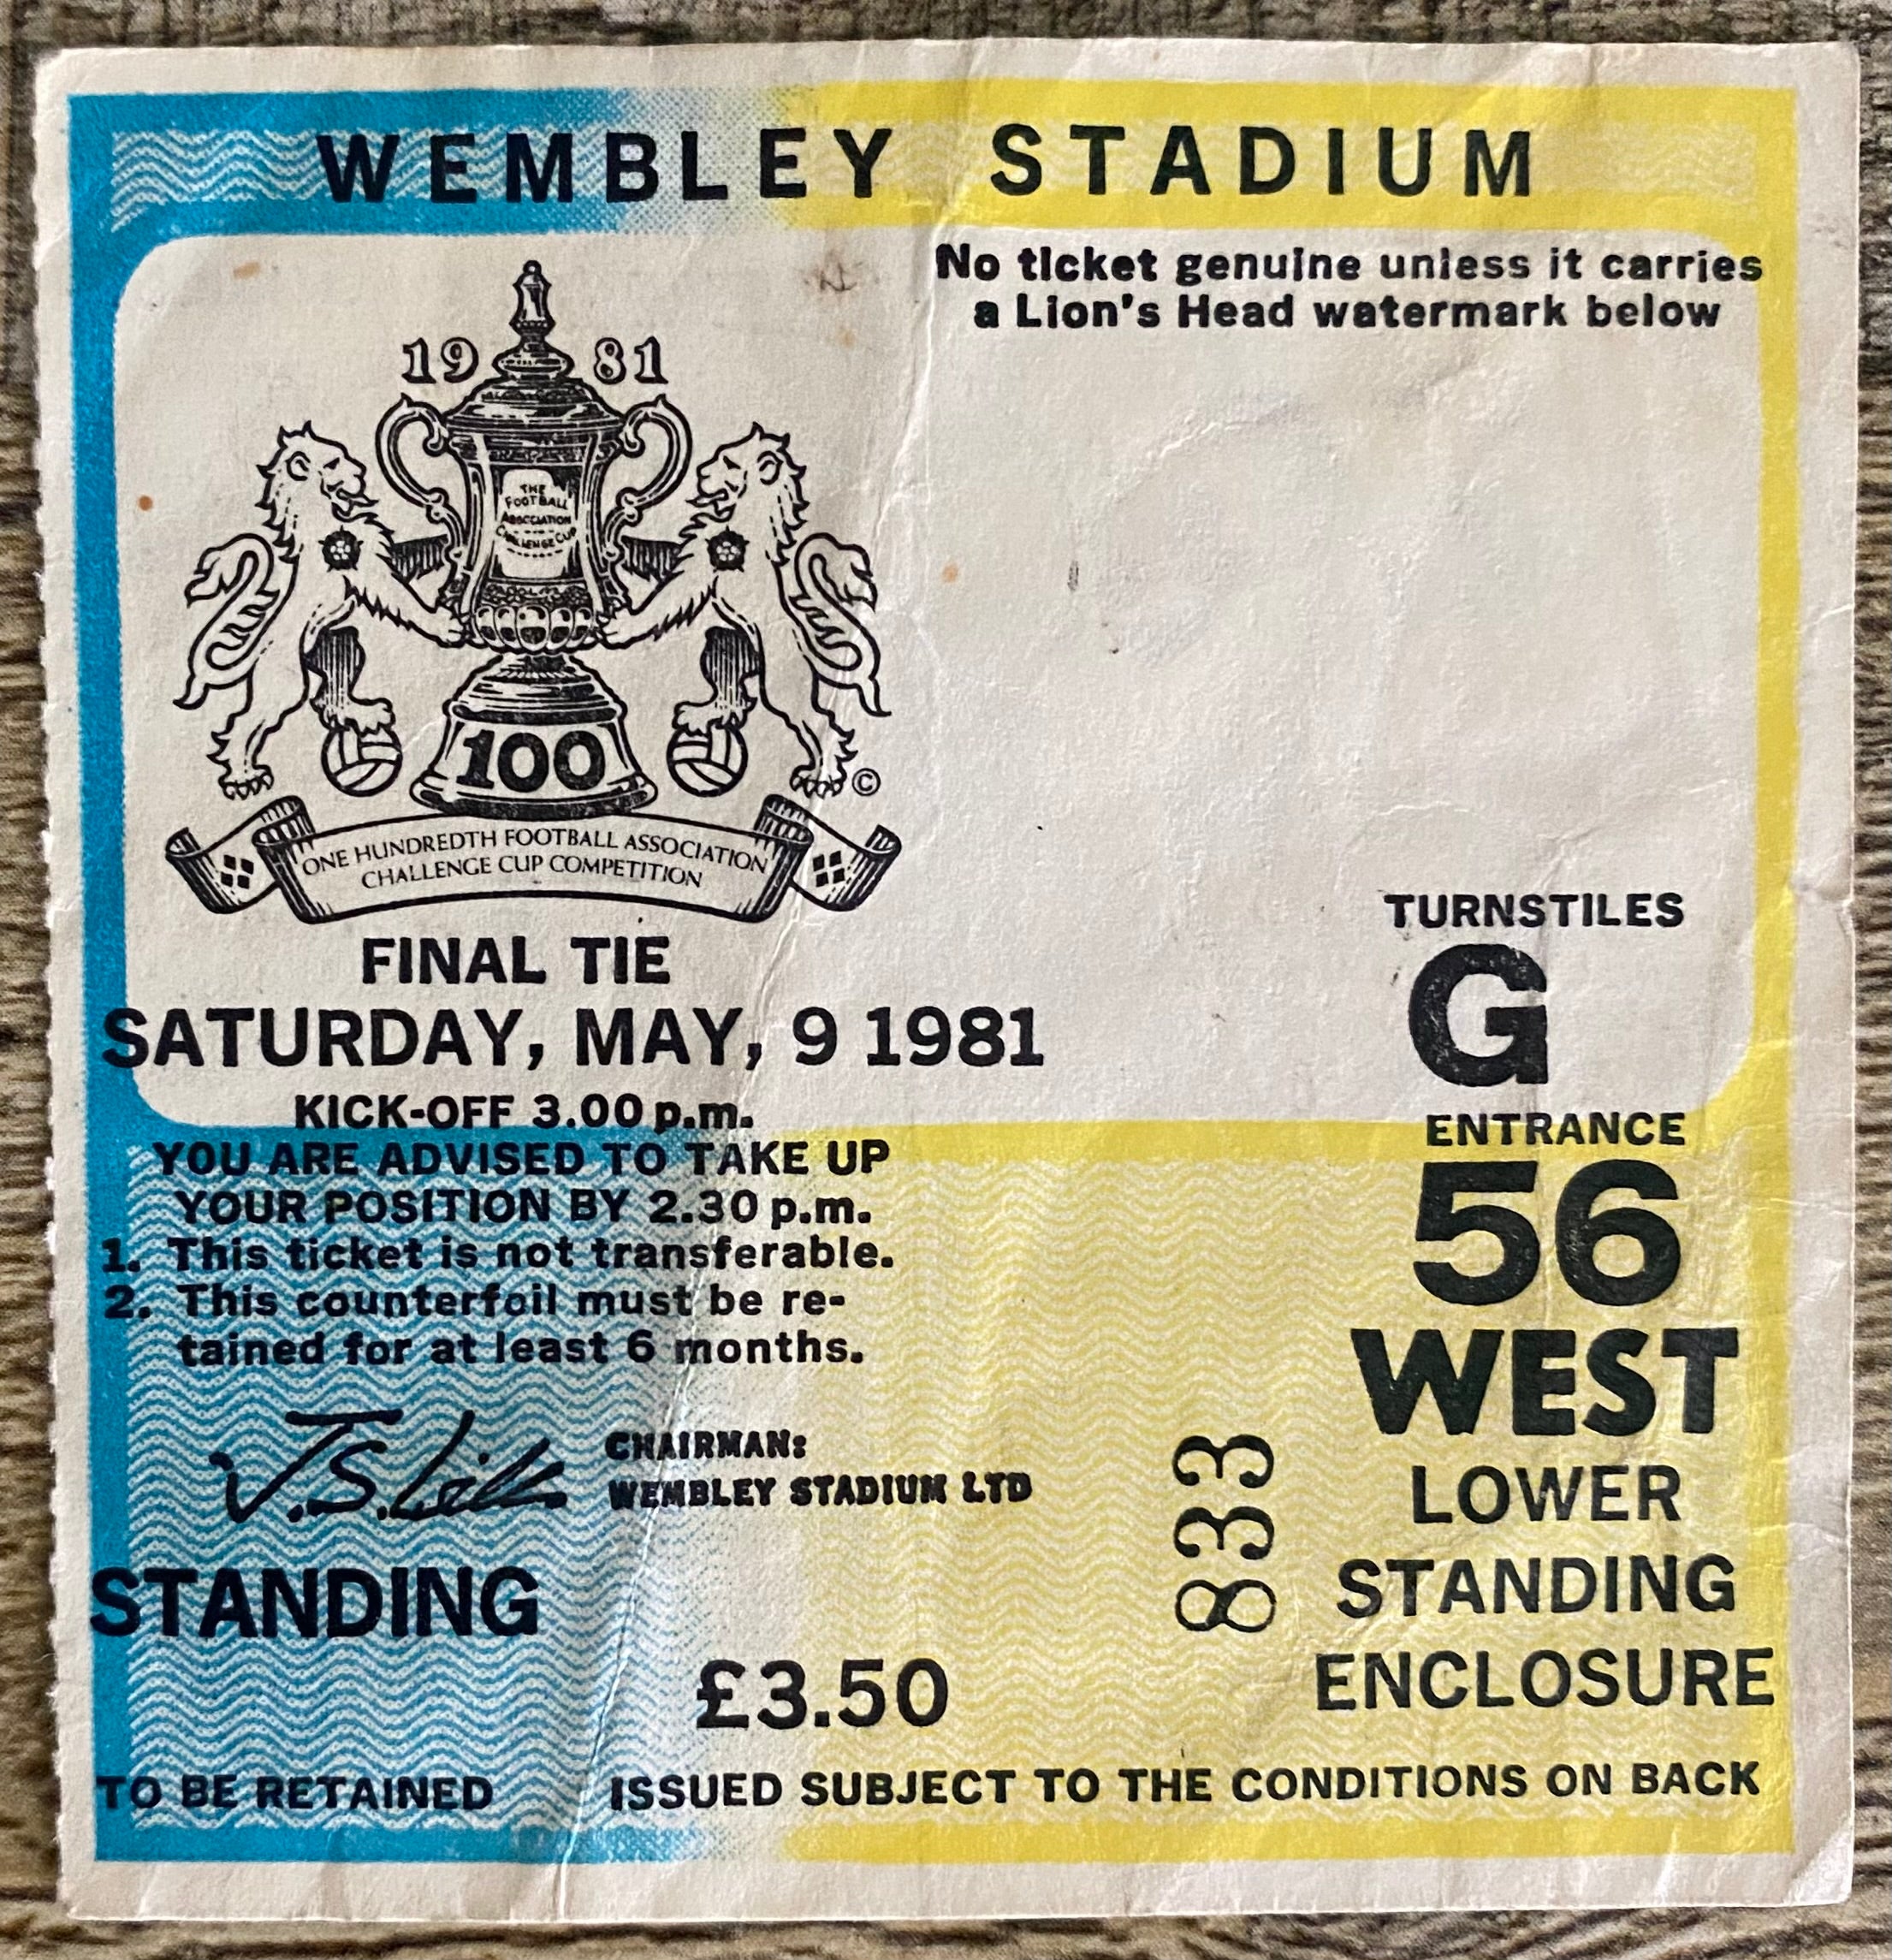 WEMBLEY STADIUM
No ticket genuine unless it carries
a Lion's Head watermark below
1981
THE
FOOTBALL
ASSOCIATION
CHALLENGE CUP
100
©
ONE HUNDREDTH FOOTBALL ASSOCIATION
CHALLENGE CUP COMPETITION
FINAL TIE
SATURDAY, MAY, 9 1981
KICK-OFF 3.00 p.m.
YOU ARE ADVISED TO TAKE UP
YOUR POSITION BY 2.30 p.m.
1. This ticket is not transferable.
2. This counterfoil must be re-
tained for at least 6 months.
CHAIRMAN:
WEMBLEY STADIUM LTD
STANDING
£3.50
TURNSTILES
G
ENTRANCE
56
WEST
LOWER
STANDING
ENCLOSURE
833
TO BE RETAINED
ISSUED SUBJECT TO THE CONDITIONS ON BACK